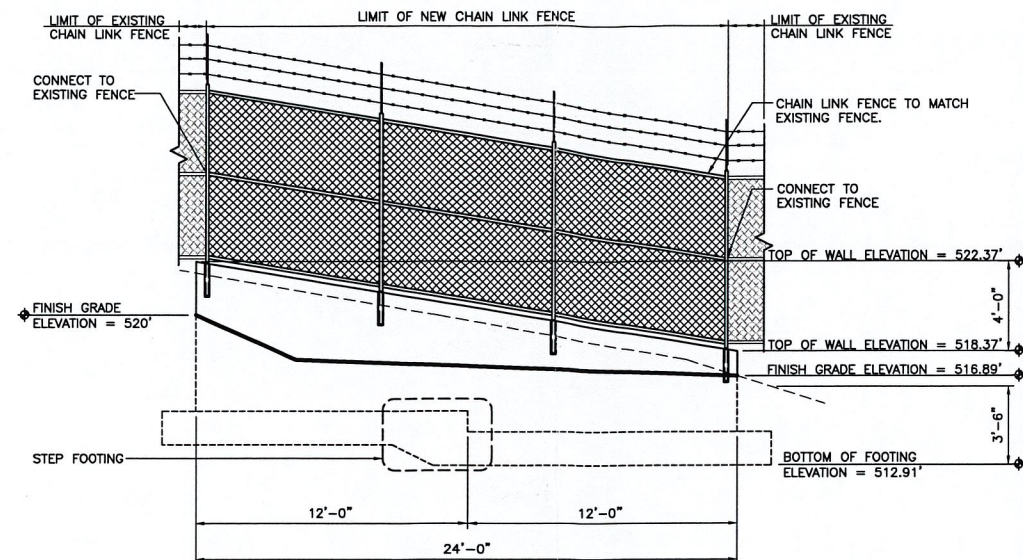 LIMIT OF EXISTING
CHAIN LINK FENCE
LIMIT OF NEW CHAIN LINK FENCE
LIMIT OF EXISTING
CHAIN LINK FENCE
CONNECT TO
EXISTING FENCE
CHAIN LINK FENCE TO MATCH
EXISTING FENCE.
CONNECT TO
EXISTING FENCE
TOP OF WALL ELEVATION = 522.37'
FINISH GRADE
ELEVATION = 520'
4'-0"
TOP OF WALL ELEVATION = 518.37'
FINISH GRADE ELEVATION = 516.89'
3'-6"
STEP FOOTING
BOTTOM OF FOOTING
ELEVATION = 512.91'
12'-0"
12'-0"
24'-0"